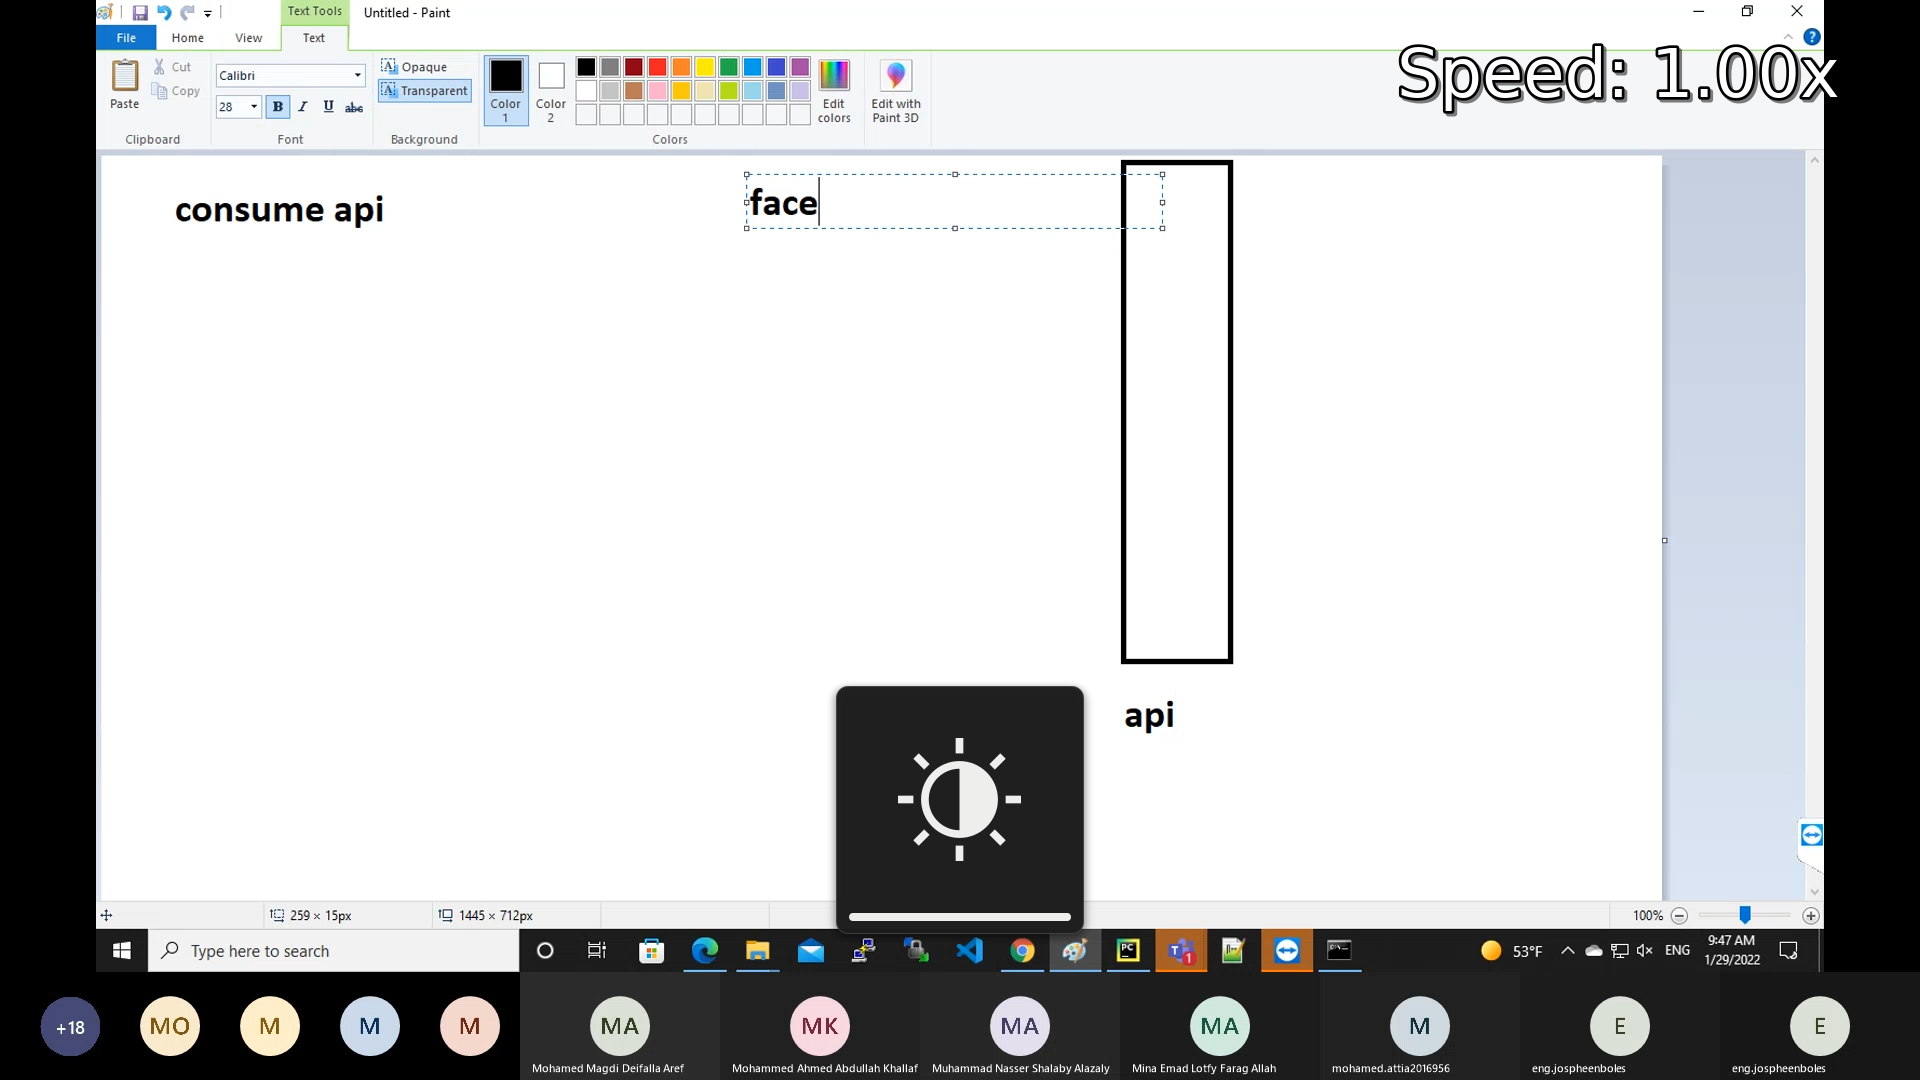 Text Tools
Untitled - Paint
File
Home
View
Text
Speed: 1.00x
Paste
Cut
Copy
Clipboard
Calibri
28
B
I
U
abc
Font
Opaque
Transparent
Background
Color
1
Color
2
Edit
colors
Colors
Edit with
Paint 3D
consume api
face
api
259 × 15px
1445 × 712px
100%
Type here to search
PC
1
53°F
ENG
9:47 AM
1/29/2022
+18
MO
M
M
M
MA
MK
MA
MA
M
E
E
Mohamed Magdi Deifalla Aref
Mohammed Ahmed Abdullah Khallaf
Muhammad Nasser Shalaby Alazaly
Mina Emad Lotfy Farag Allah
mohamed.attia2016956
eng.jospheenboles
eng.jospheenboles